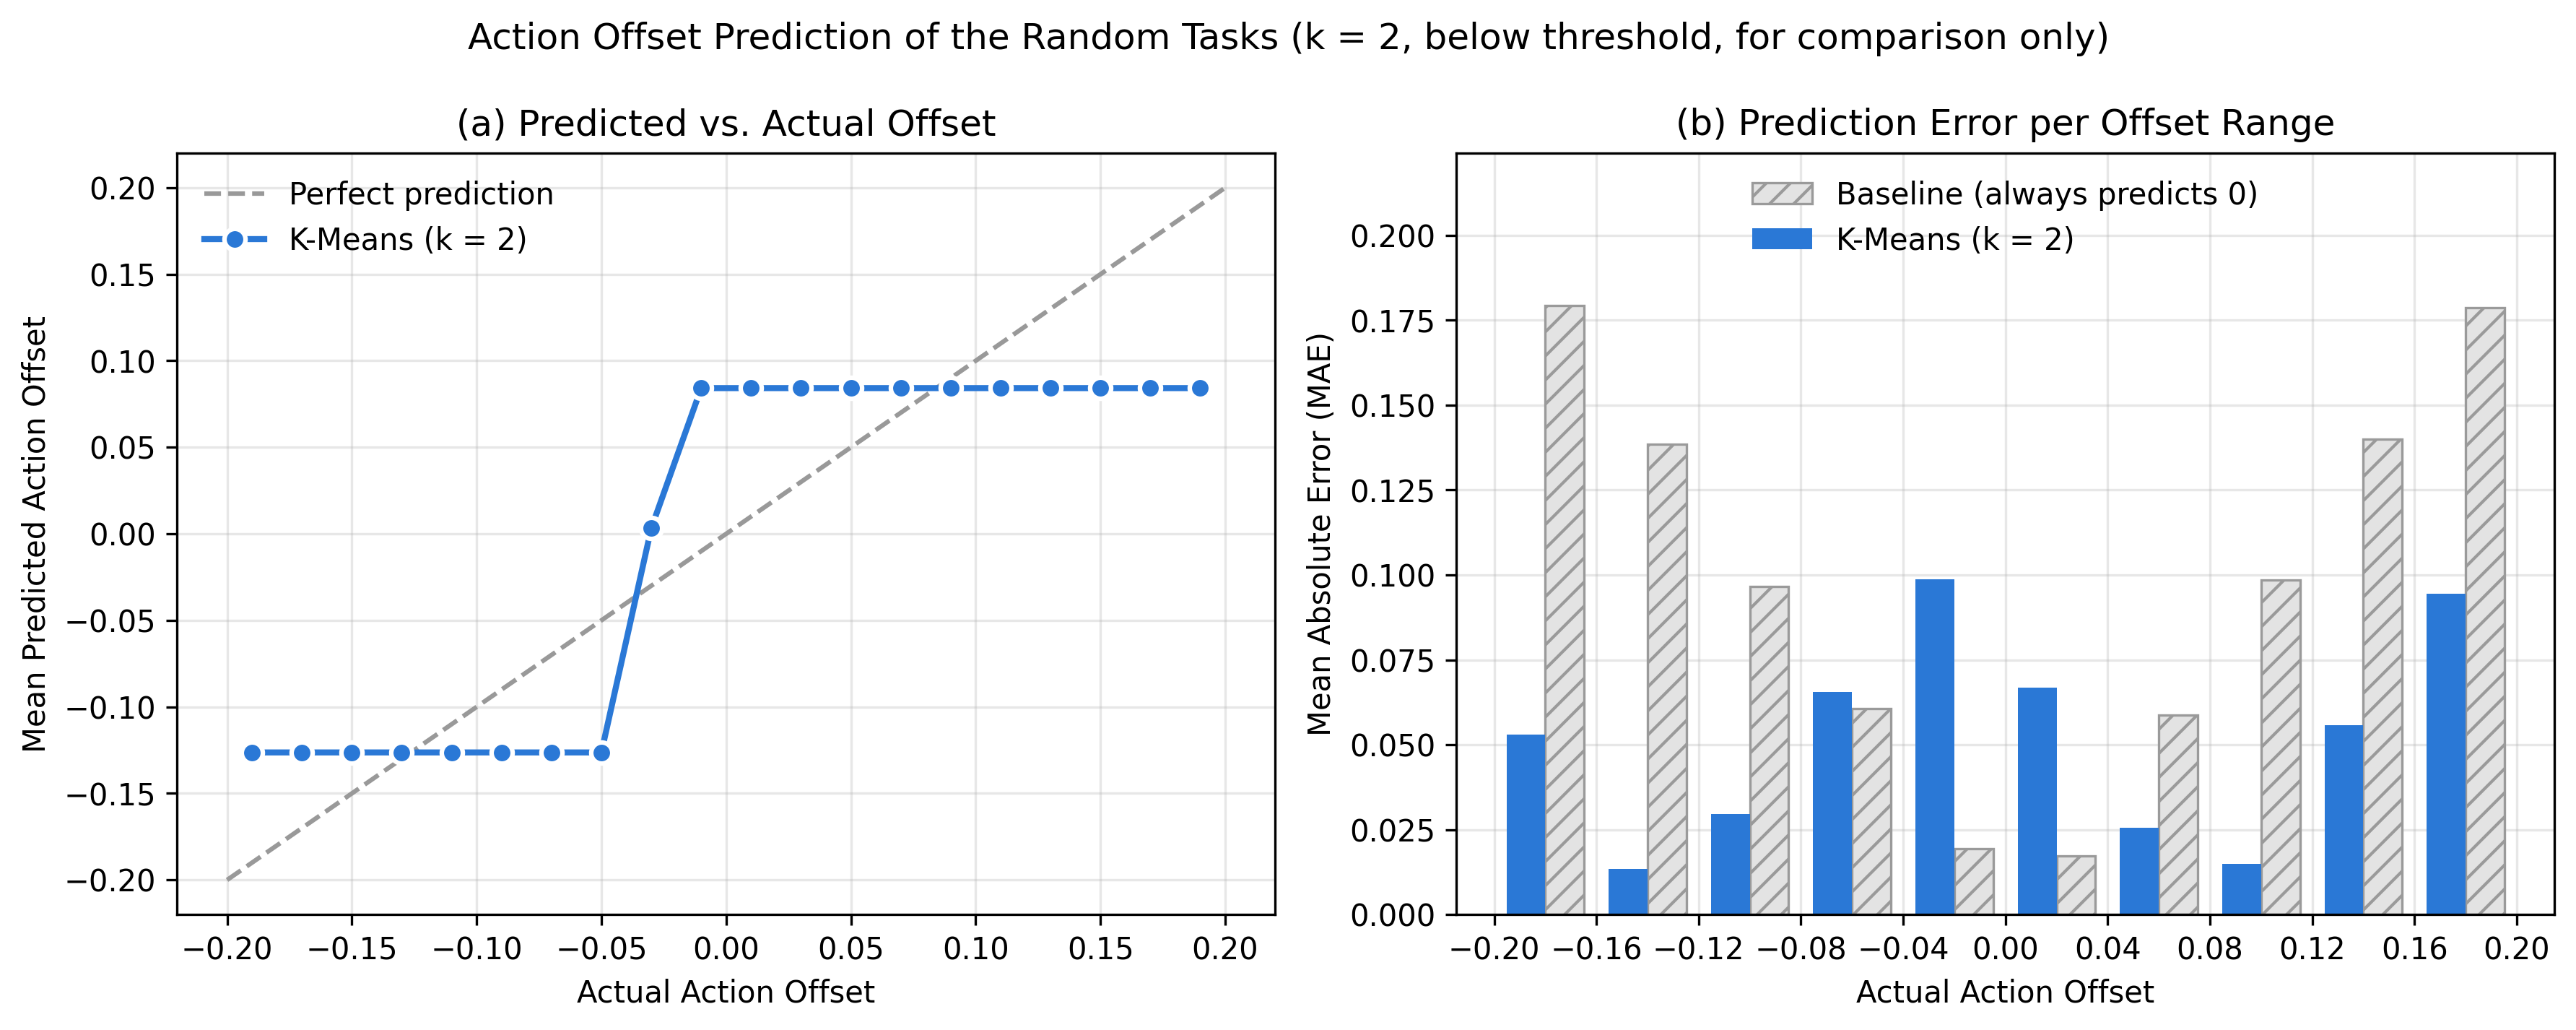 Action Offset Prediction of the Random Tasks (k = 2, below threshold, for comparison only)
(a) Predicted vs. Actual Offset
Perfect prediction
K-Means (k = 2)
Mean Predicted Action Offset
0.20
0.15
0.10
0.05
0.00
−0.05
−0.10
−0.15
−0.20
−0.20 −0.15 −0.10 −0.05 0.00 0.05 0.10 0.15 0.20
Actual Action Offset
(b) Prediction Error per Offset Range
Baseline (always predicts 0)
K-Means (k = 2)
Mean Absolute Error (MAE)
0.200
0.175
0.150
0.125
0.100
0.075
0.050
0.025
0.000
−0.20 −0.16 −0.12 −0.08 −0.04 0.00 0.04 0.08 0.12 0.16 0.20
Actual Action Offset